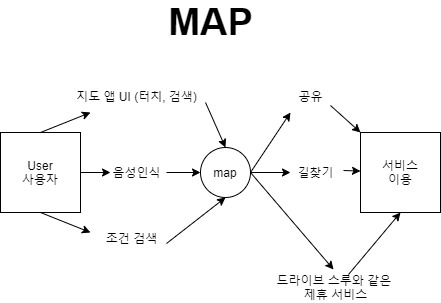 MAP
지도 앱 UI (터치, 검색)
공유
User
사용자
음성인식
map
길찾기
서비스
이용
조건 검색
드라이브 스루와 같은
제휴 서비스